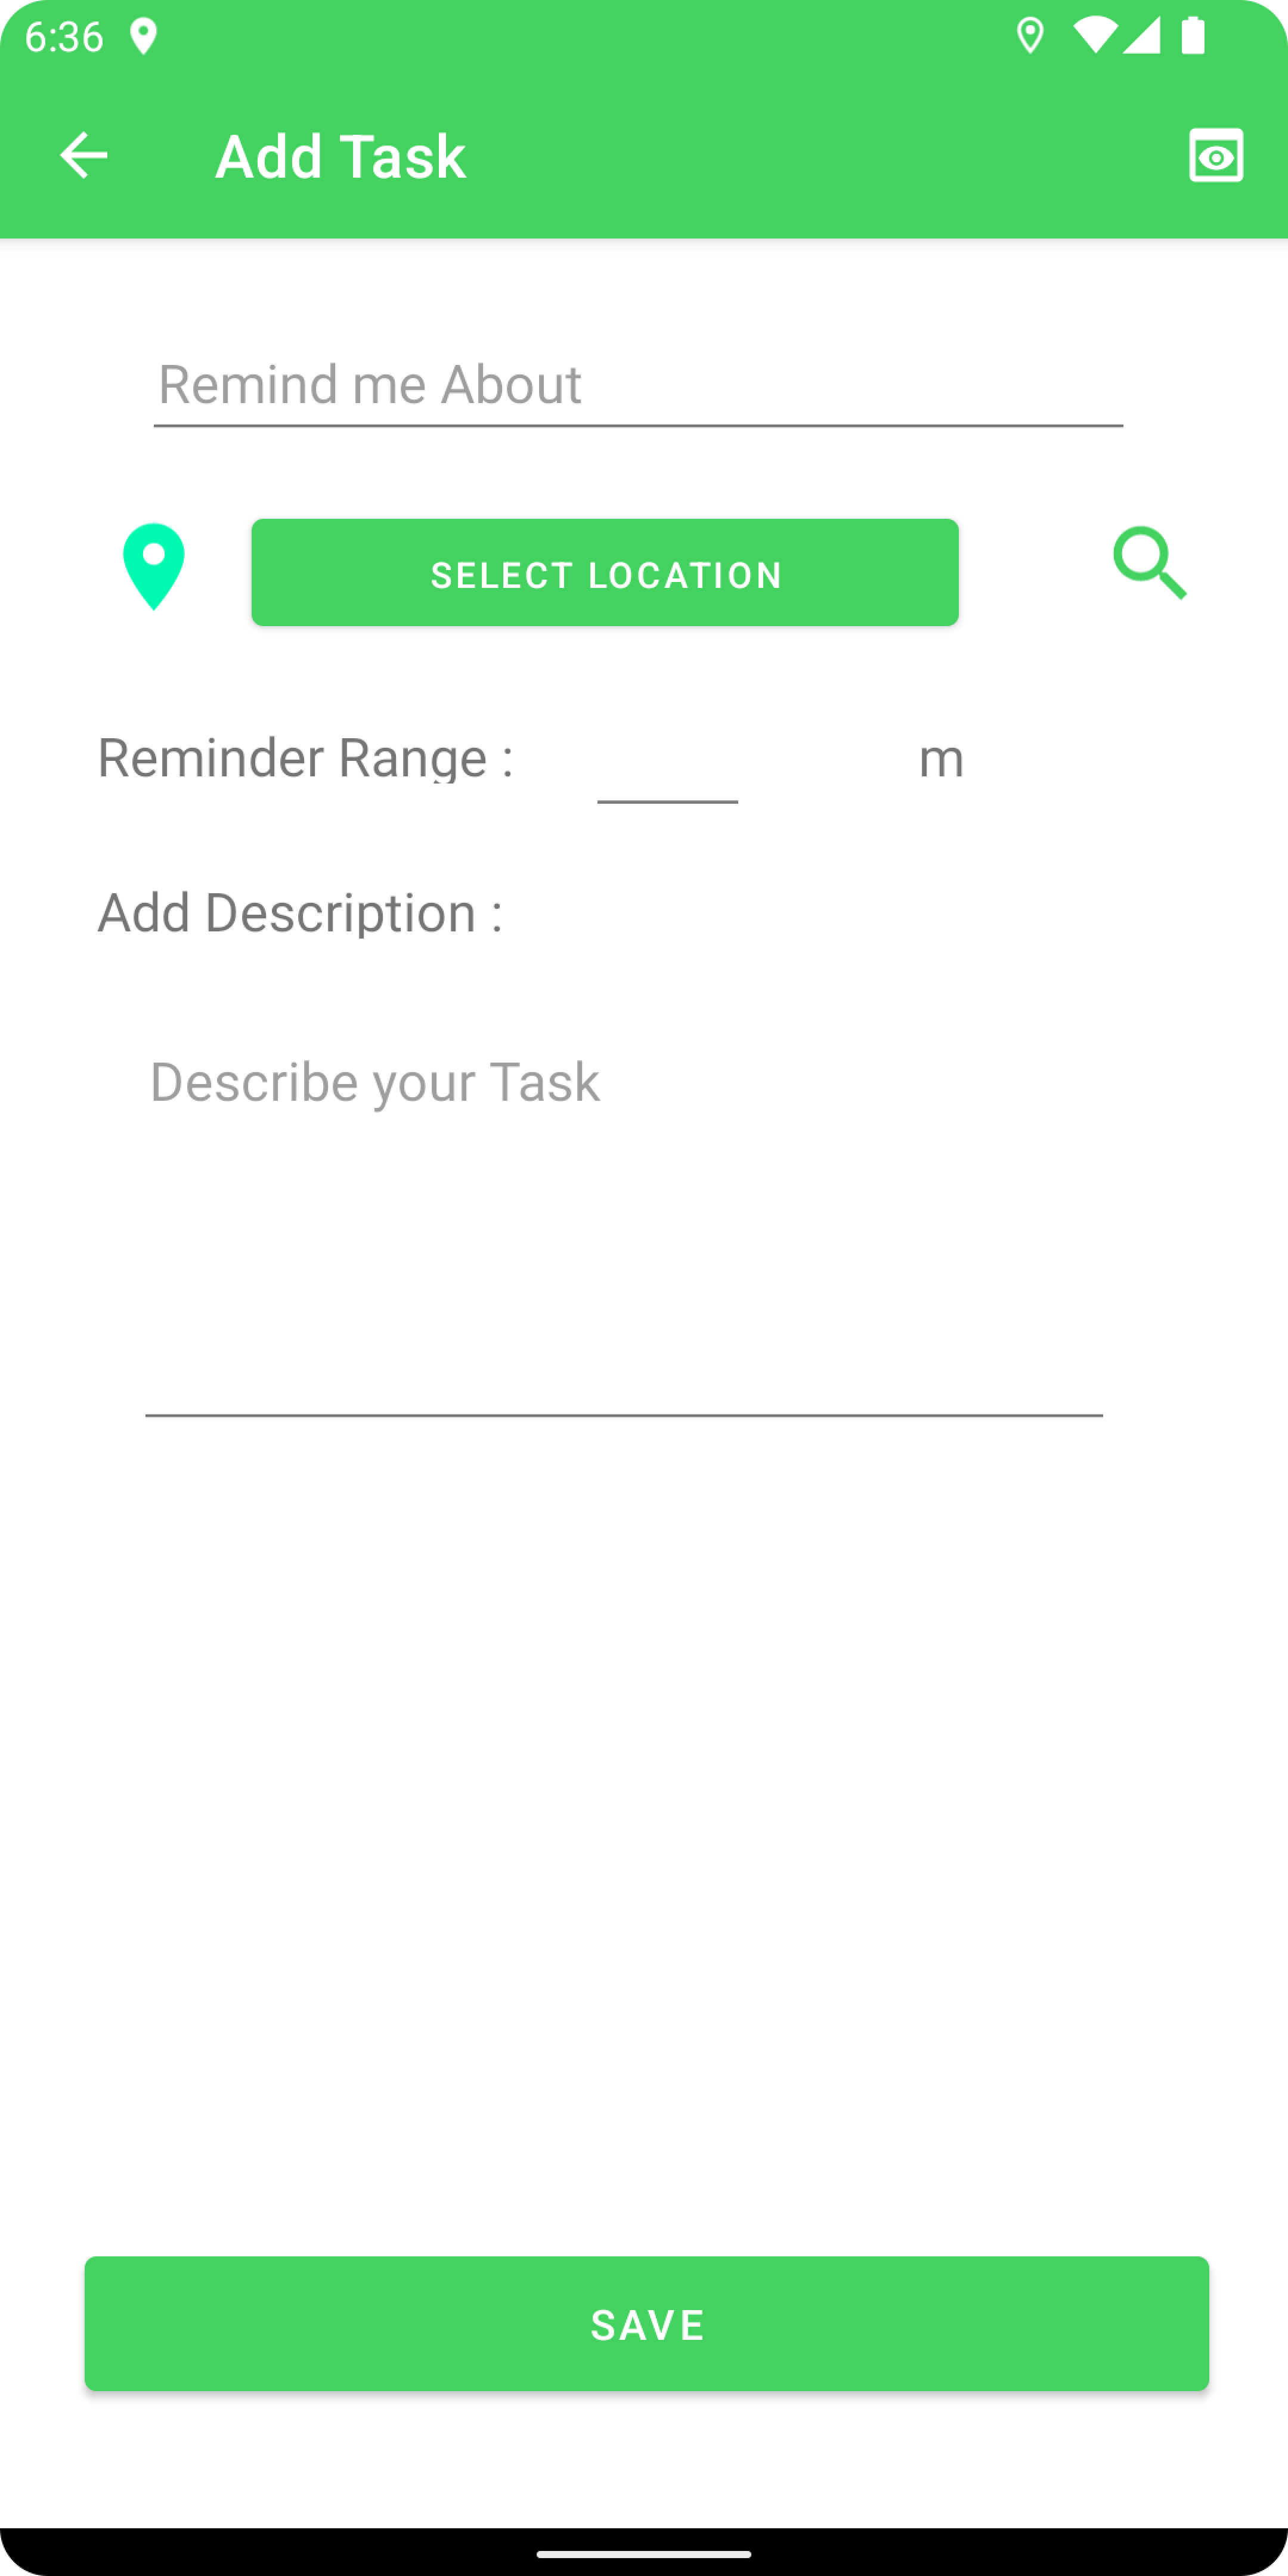 6:36
Add Task
Remind me About
SELECT LOCATION
Reminder Range : m
Add Description :
Describe your Task
SAVE